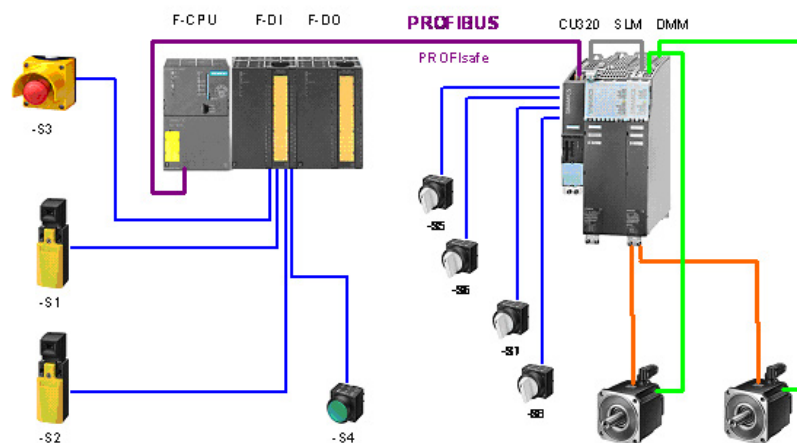 F-CPU F-DI F-DO PROFIBUS CU320 SLM DMM
PROFIsafe
-S3
-S5
-S6
-S1
-S7
-S8
-S2
-S4